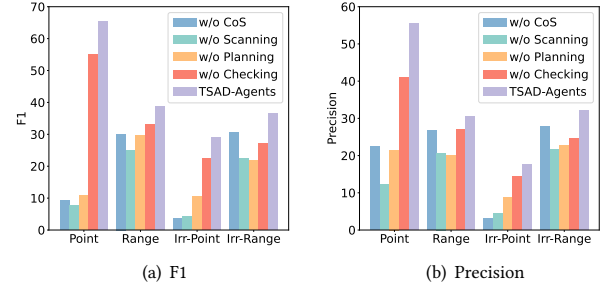 70
60
50
40
30
20
10
0
F1
w/o CoS
w/o Scanning
w/o Planning
w/o Checking
TSAD-Agents
Point Range Irr-Point Irr-Range
(a) F1
60
50
40
30
20
10
0
Precision
w/o CoS
w/o Scanning
w/o Planning
w/o Checking
TSAD-Agents
Point Range Irr-Point Irr-Range
(b) Precision